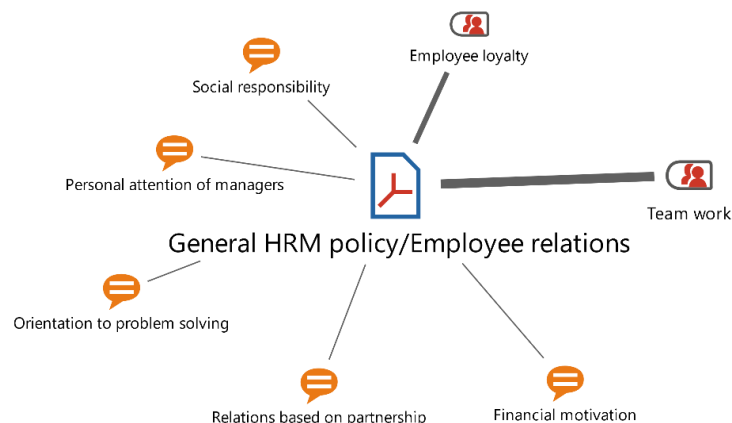 Employee loyalty
Social responsibility
Personal attention of managers
Team work
General HRM policy/Employee relations
Orientation to problem solving
Relations based on partnership
Financial motivation